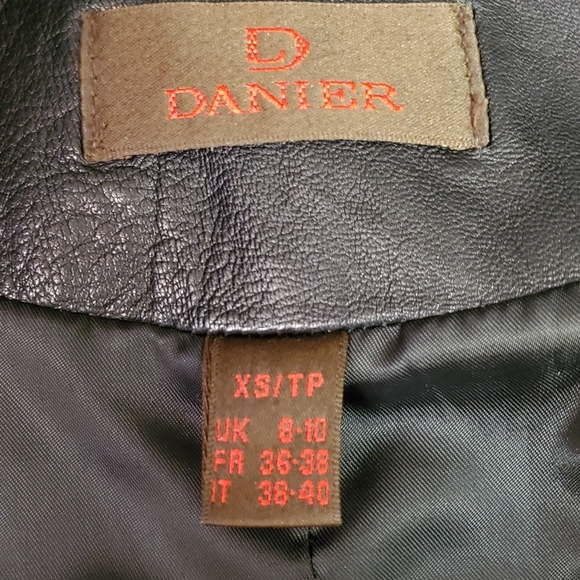 D
DANIER
XS/TP
UK 8-10
FR 36-38
IT 38-40